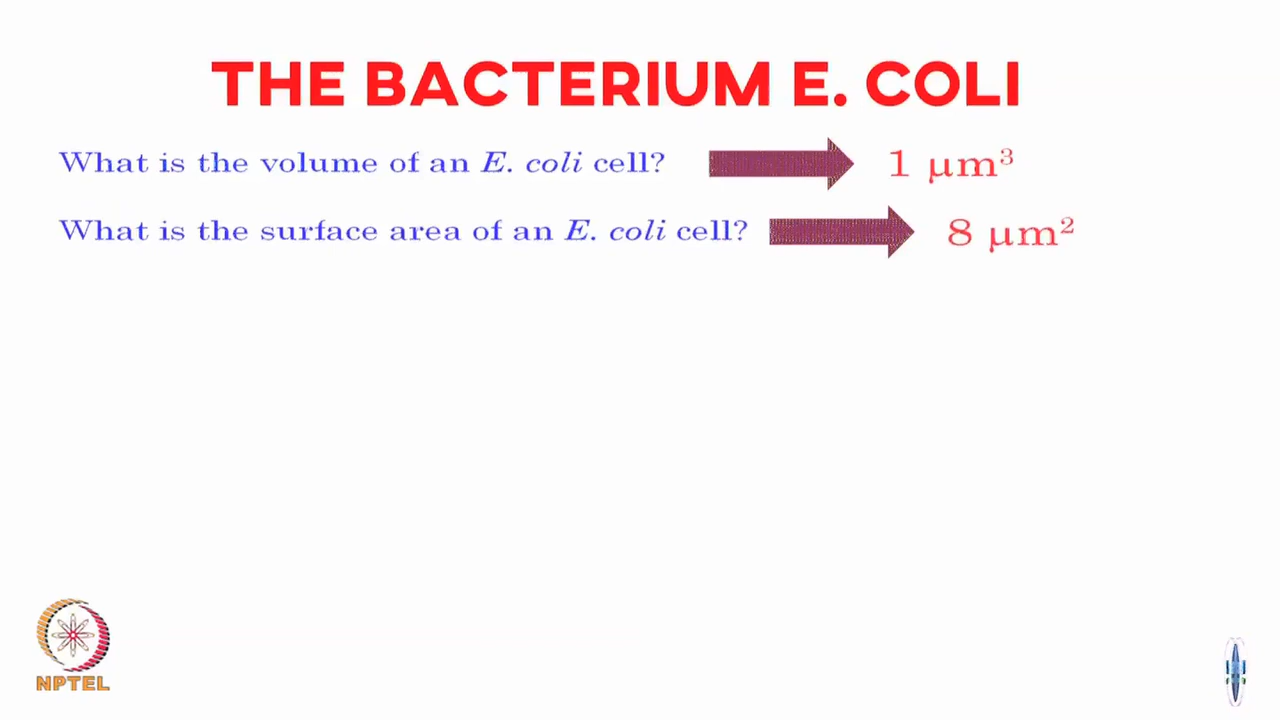 THE BACTERIUM E. COLI
What is the volume of an E. coli cell? 1 μm³
What is the surface area of an E. coli cell? 8 μm²
NPTEL